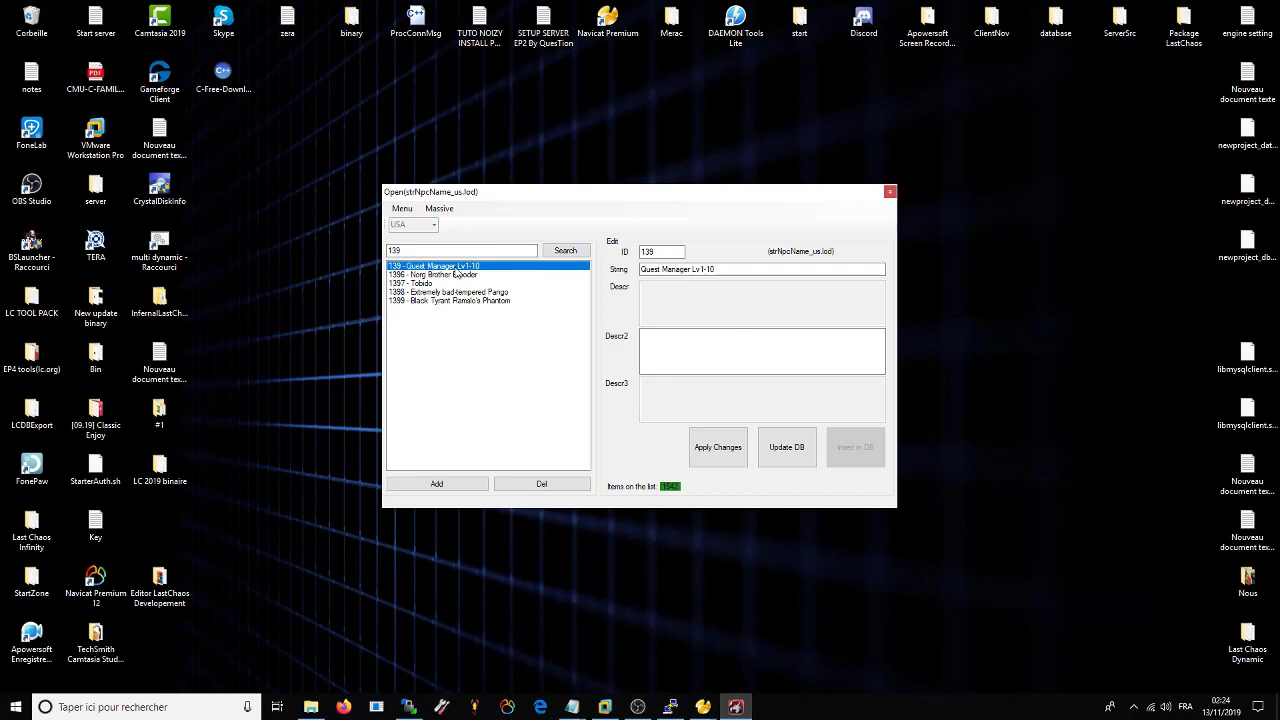 Corbeille
Start server
Camtasia 2019
Skype
zera
binary
ProcConnMsg
TUTO NOIZY
INSTALL P...
SETUP SERVER
EP2 By QuesTion
Navicat Premium
Merac
DAEMON Tools
Lite
start
Discord
Apowersoft
Screen Record...
ClientNov
database
ServerSrc
Package
LastChaos
engine setting
notes
CMU-C-FAMIL...
Gameforge
Client
C-Free-Downl...
Nouveau
document texte
FoneLab
VMware
Workstation Pro
Nouveau
document tex...
newproject_dat...
OBS Studio
server
CrystalDiskInfo
newproject_d...
BSLauncher -
Raccourci
TERA
multi dynamic -
Raccourci
newproject_db...
LC TOOL PACK
New update
binary
InfernalLastCh...
EP4 tools(lc.org)
Bin
Nouveau
document tex...
libmysqlclient.s...
LCDBExport
[09.19] Classic
Enjoy
#1
libmysqlclient.s...
FonePaw
StarterAuth.sh
LC 2019 binaire
Nouveau
document tex...
Last Chaos
Infinity
Key
Nouveau
document tex...
StartZone
Navicat Premium
12
Editor LastChaos
Developement
Nous
Apowersoft
Enregistre...
TechSmith
Camtasia Stud...
Last Chaos
Dynamic
Open(strNpcName_us.lod)
Menu Massive
USA
139
Search
139 - Quest Manager Lv1-10
1396 - Norg Brother
1397 - Tobido
1398 - Extremely bad-tempered Pango
1399 - Black Tyrant Ramelo's Phantom
Add
Del
Edit
ID 139 (strNpcName_us.lod)
String Quest Manager Lv1-10
Descr
Descr2
Descr3
Apply Changes
Update DB
Insert in DB
Items on the list: 1542
Taper ici pour rechercher
FRA
02:24
13/11/2019